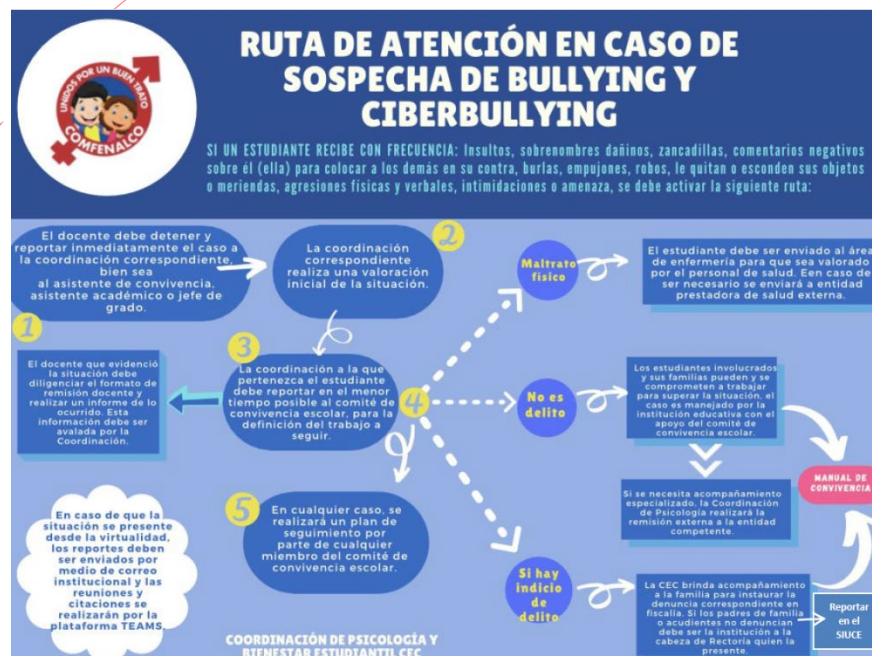 UNIDOS POR UN BUEN TRATO
COMFENALCO
RUTA DE ATENCIÓN EN CASO DE
SOSPECHA DE BULLYING Y
CIBERBULLYING
SI UN ESTUDIANTE RECIBE CON FRECUENCIA: Insultos, sobrenombres dañinos, zancadillas, comentarios negativos
sobre él (ella) para colocar a los demás en su contra, burlas, empujones, robos, le quitan o esconden sus objetos
o meriendas, agresiones físicas y verbales, intimidaciones o amenaza, se debe activar la siguiente ruta:
1
El docente debe detener y
reportar inmediatamente el caso a
la coordinación correspondiente,
bien sea
al asistente de convivencia,
asistente académico o jefe de
grado.
2
La coordinación
correspondiente
realiza una valoración
inicial de la situación.
3
La coordinación a la que
pertenezca el estudiante
debe reportar en el menor
tiempo posible al comité de
convivencia escolar, para la
definición del trabajo a
seguir.
El docente que evidenció
la situación debe
diligenciar el formato de
remisión docente y
realizar un informe de lo
ocurrido. Esta
información debe ser
avalada por la
Coordinación.
4
Maltrato
físico
El estudiante debe ser enviado al área
de enfermería para que sea valorado
por el personal de salud. Een caso de
ser necesario se enviará a entidad
prestadora de salud externa.
No es
delito
Los estudiantes involucrados
y sus familias pueden y se
comprometen a trabajar
para superar la situación, el
caso es manejado por la
institución educativa con el
apoyo del comité de
convivencia escolar.
Si se necesita acompañamiento
especializado, la Coordinación
de Psicología realizará la
remisión externa a la entidad
competente.
MANUAL DE
CONVIVENCIA
Si hay
indicio de
delito
La CEC brinda acompañamiento
a la familia para instaurar la
denuncia correspondiente en
fiscalía. Si los padres de familia
o acudientes no denuncian
debe ser la institución a la
cabeza de Rectoría quien la
presente.
Reportar
en el
SIUCE
5
En cualquier caso, se
realizará un plan de
seguimiento por
parte de cualquier
miembro del comité de
convivencia escolar.
En caso de que la
situación se presente
desde la virtualidad,
los reportes deben
ser enviados por
medio de correo
institucional y las
reuniones y
citaciones se
realizarán por la
plataforma TEAMS.
COORDINACIÓN DE PSICOLOGÍA Y
BIENESTAR ESTUDIANTIL CEC